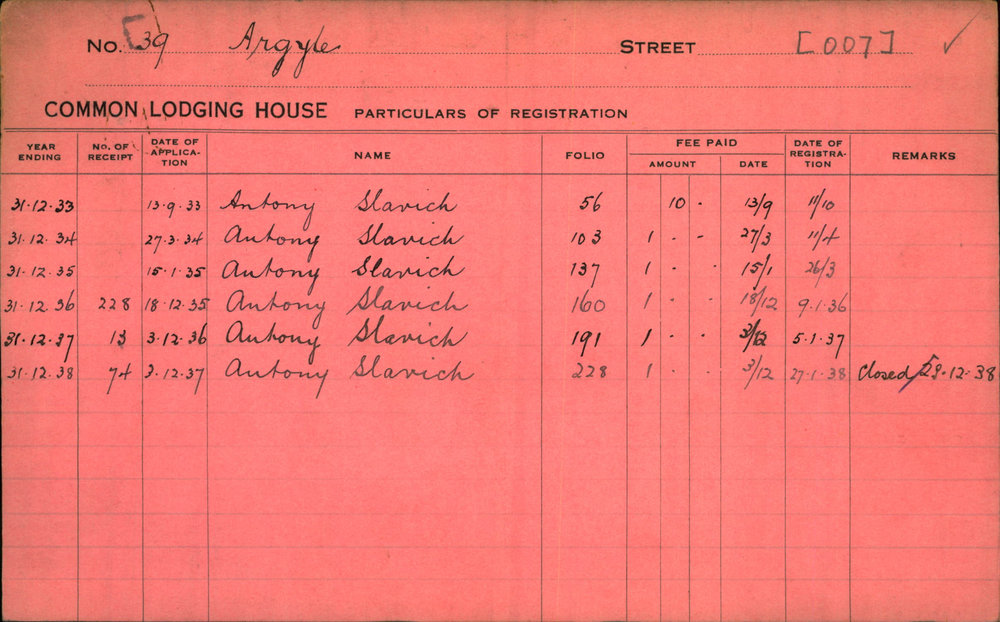 No. 39 Argyle STREET [007] ✓
COMMON LODGING HOUSE PARTICULARS OF REGISTRATION
YEAR ENDING NO. OF RECEIPT DATE OF APPLICA-TION NAME FOLIO FEE PAID AMOUNT DATE DATE OF REGISTRA-TION REMARKS
31.12.33 13.9.33 Antony Slavich 56 10 - 13/9 11/10
31.12.34 27.3.34 Antony Slavich 103 1 - - 27/3 11/4
31.12.35 15.1.35 Antony Slavich 137 1 - - 15/1 26/3
31.12.36 228 18.12.35 Antony Slavich 160 1 - - 18/12 9.1.36
31.12.37 13 3.12.36 Antony Slavich 191 1 - - 3/12 5.1.37
31.12.38 74 3.12.37 Antony Slavich 228 1 - - 3/12 27.1.38 Closed 12.38